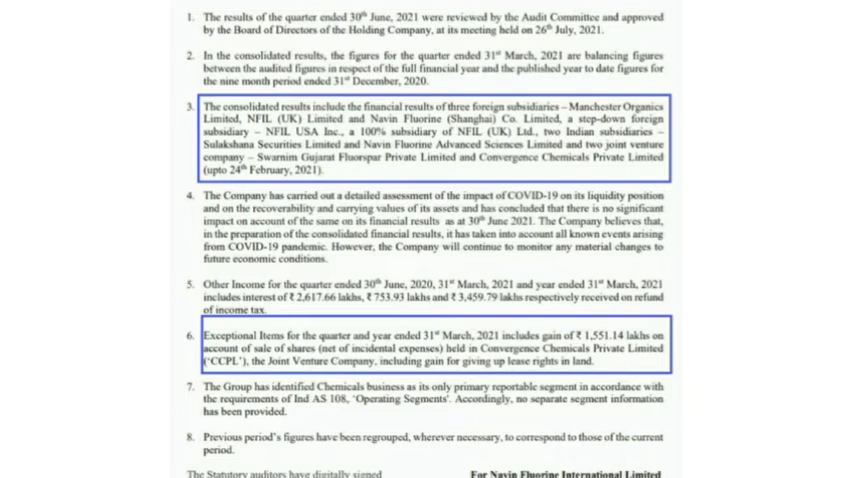 1. The results of the quarter ended 30th June, 2021 were reviewed by the Audit Committee and approved
by the Board of Directors of the Holding Company, at its meeting held on 26th July, 2021.
2. In the consolidated results, the figures for the quarter ended 31st March, 2021 are balancing figures
between the audited figures in respect of the full financial year and the published year to date figures for
the nine month period ended 31st December, 2020.
3. The consolidated results include the financial results of three foreign subsidiaries – Manchester Organics
Limited, NFIL (UK) Limited and Navin Fluorine (Shanghai) Co. Limited, a step-down foreign
subsidiary – NFIL USA Inc., a 100% subsidiary of NFIL (UK) Ltd., two Indian subsidiaries –
Sulakshana Securities Limited and Navin Fluorine Advanced Sciences Limited and two joint venture
company – Swarnim Gujarat Fluorspar Private Limited and Convergence Chemicals Private Limited
(upto 24th February, 2021).
4. The Company has carried out a detailed assessment of the impact of COVID-19 on its liquidity position
and on the recoverability and carrying values of its assets and has concluded that there is no significant
impact on account of the same on its financial results as at 30th June 2021. The Company believes that,
in the preparation of the consolidated financial results, it has taken into account all known events arising
from COVID-19 pandemic. However, the Company will continue to monitor any material changes to
future economic conditions.
5. Other Income for the quarter ended 30th June, 2020, 31st March, 2021 and year ended 31st March, 2021
includes interest of ₹ 2,617.66 lakhs, ₹ 753.93 lakhs and ₹ 3,459.79 lakhs respectively received on refund
of income tax.
6. Exceptional Items for the quarter and year ended 31st March, 2021 includes gain of ₹ 1,551.14 lakhs on
account of sale of shares (net of incidental expenses) held in Convergence Chemicals Private Limited
('CCPL'), the Joint Venture Company, including gain for giving up lease rights in land.
7. The Group has identified Chemicals business as its only primary reportable segment in accordance with
the requirements of Ind AS 108, 'Operating Segments'. Accordingly, no separate segment information
has been provided.
8. Previous period's figures have been regrouped, wherever necessary, to correspond to those of the current
period.
The Statutory auditors have digitally signed
For Navin Fluorine International Limited